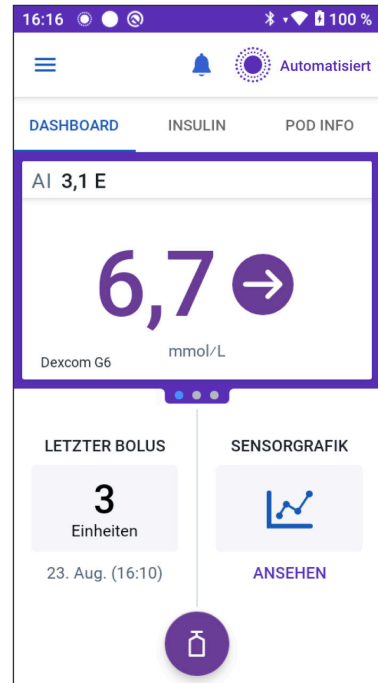 16:16 100 %
Automatisiert
DASHBOARD INSULIN POD INFO
AI 3,1 E
6,7
mmol/L
Dexcom G6
LETZTER BOLUS
3
Einheiten
23. Aug. (16:10)
SENSORGRAFIK
ANSEHEN